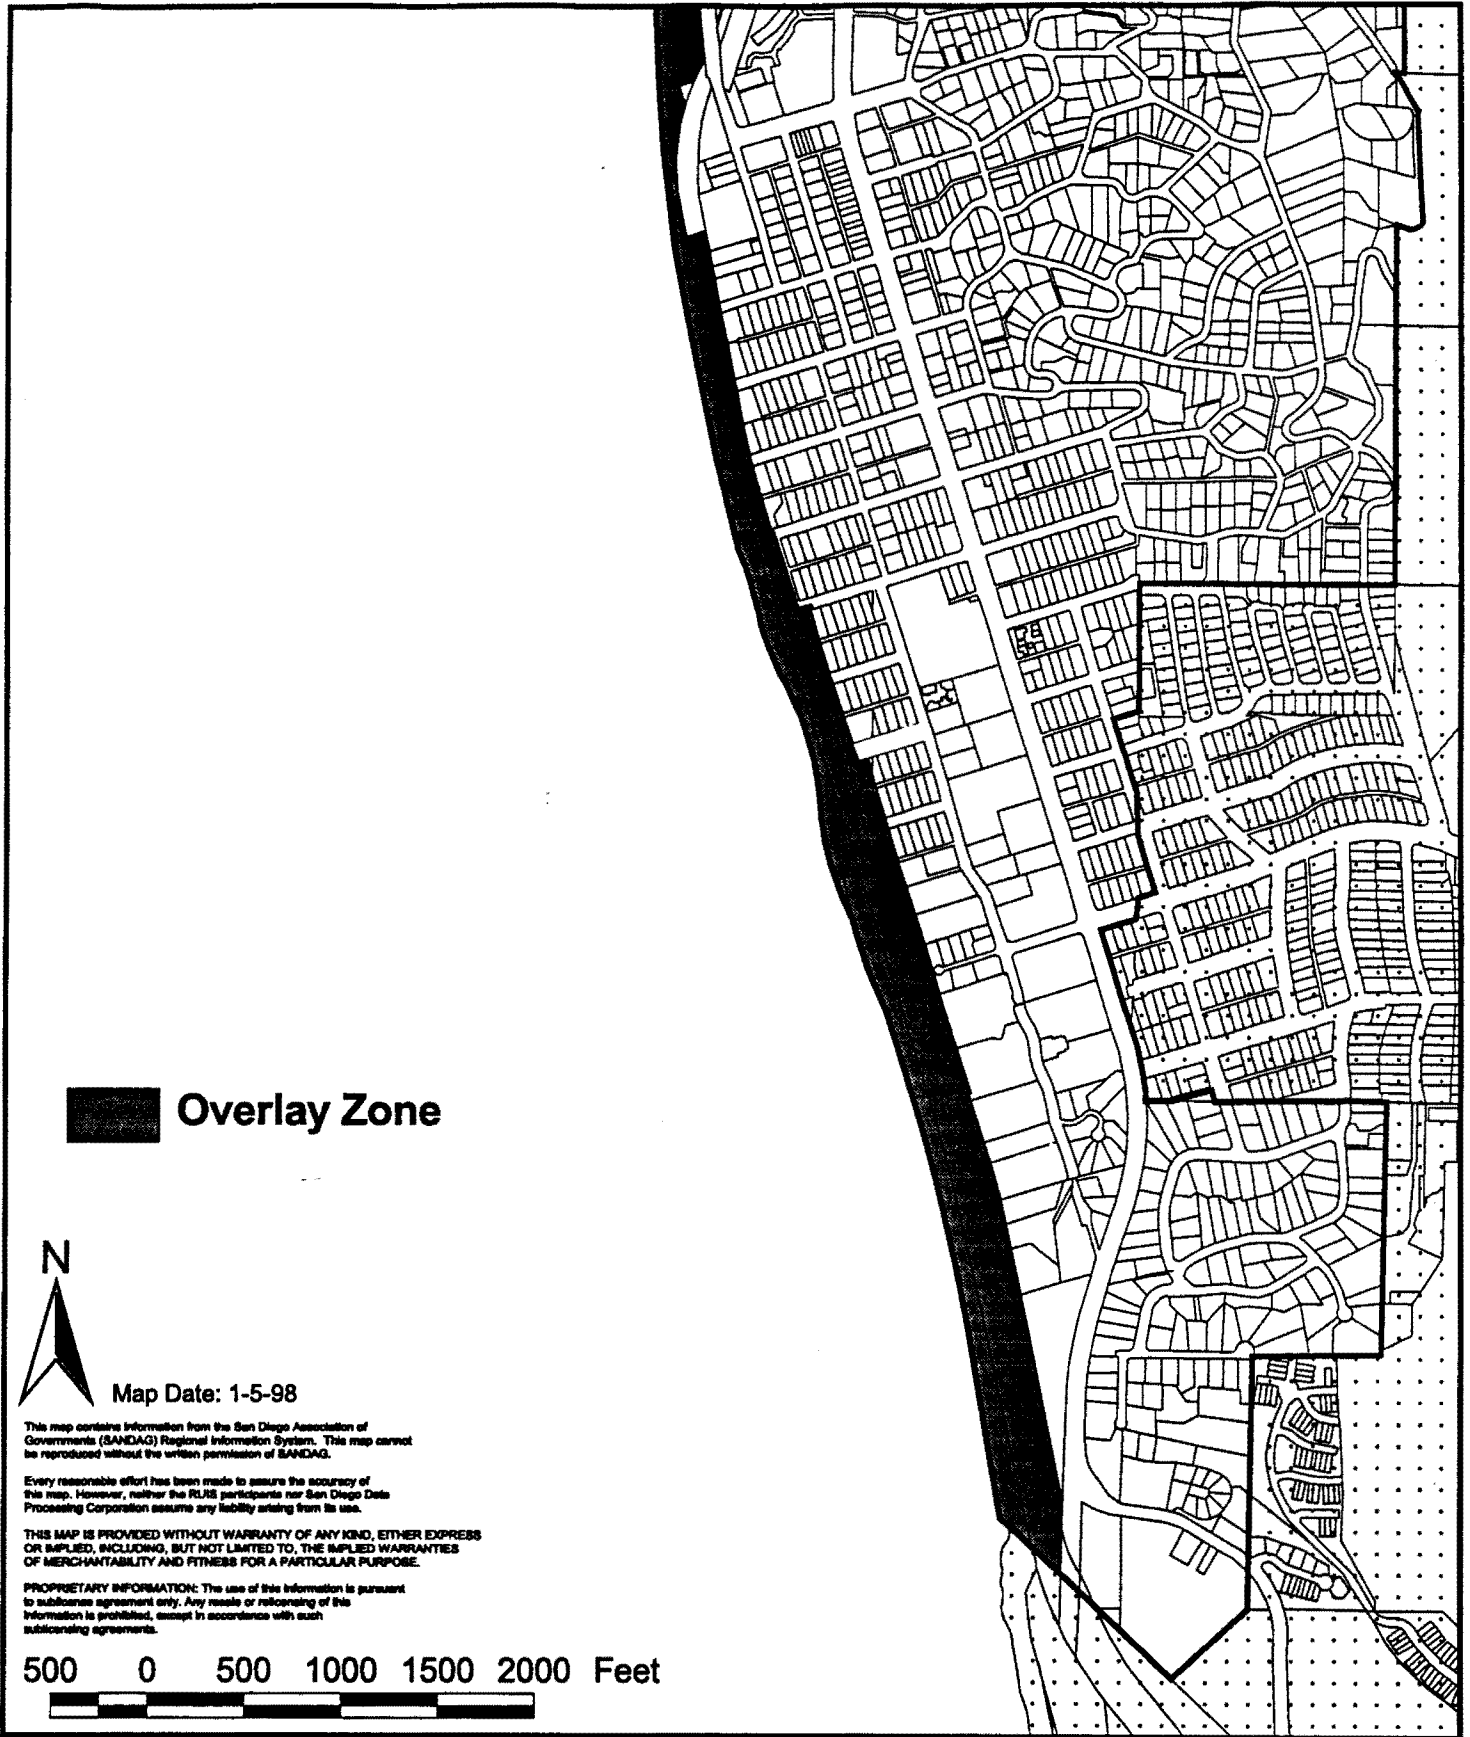 Overlay Zone
N
Map Date: 1-5-98
This map contains information from the San Diego Association of
Governments (SANDAG) Regional Information System. This map cannot
be reproduced without the written permission of SANDAG.
Every reasonable effort has been made to assure the accuracy of
this map. However, neither the RUIS participants nor San Diego Data
Processing Corporation assume any liability arising from its use.
THIS MAP IS PROVIDED WITHOUT WARRANTY OF ANY KIND, EITHER EXPRESS
OR IMPLIED, INCLUDING, BUT NOT LIMITED TO, THE IMPLIED WARRANTIES
OF MERCHANTABILITY AND FITNESS FOR A PARTICULAR PURPOSE.
PROPRIETARY INFORMATION: The use of this information is pursuant
to sublicense agreement only. Any resale or relicensing of this
information is prohibited, except in accordance with such
sublicensing agreements.
500 0 500 1000 1500 2000 Feet